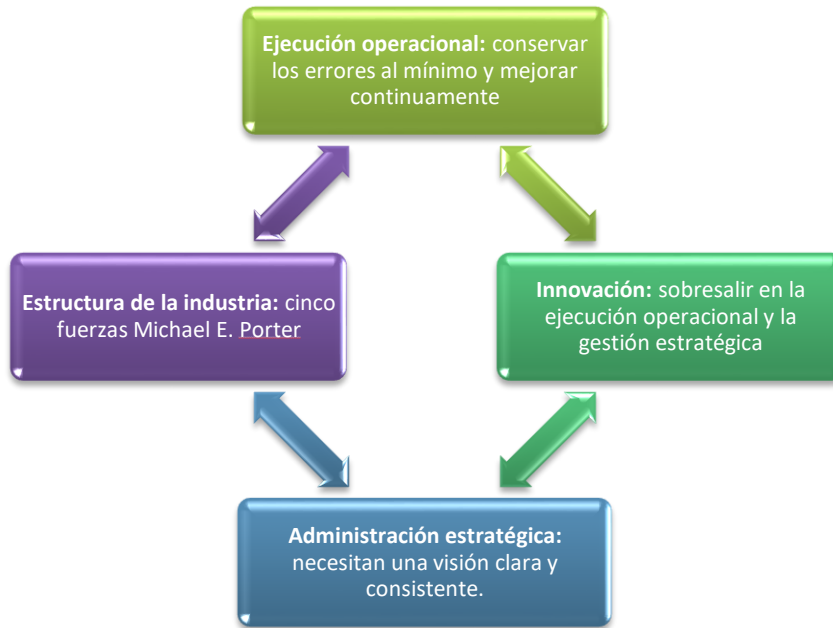 Ejecución operacional: conservar
los errores al mínimo y mejorar
continuamente
Estructura de la industria: cinco
fuerzas Michael E. Porter
Innovación: sobresalir en la
ejecución operacional y la
gestión estratégica
Administración estratégica:
necesitan una visión clara y
consistente.